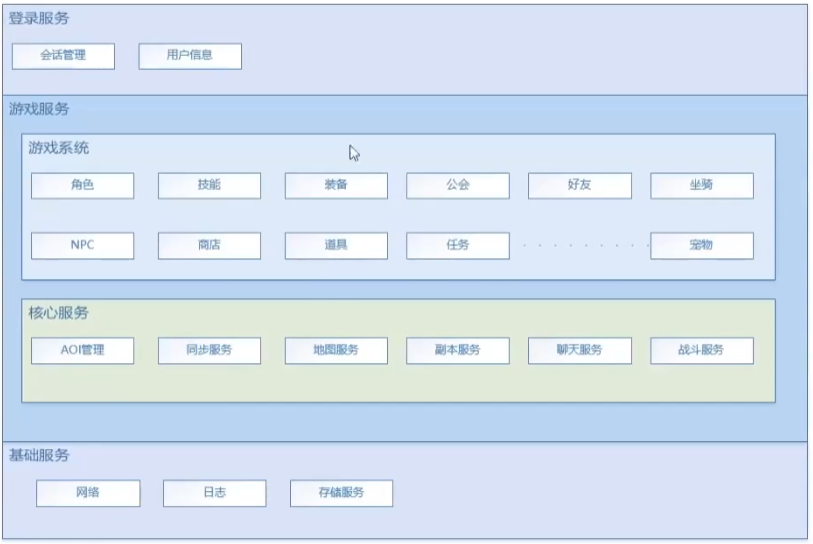 登录服务
会话管理 用户信息
游戏服务
游戏系统
角色 技能 装备 公会 好友 坐骑
NPC 商店 道具 任务 · · · · · · · · 宠物
核心服务
AOI管理 同步服务 地图服务 副本服务 聊天服务 战斗服务
基础服务
网络 日志 存储服务